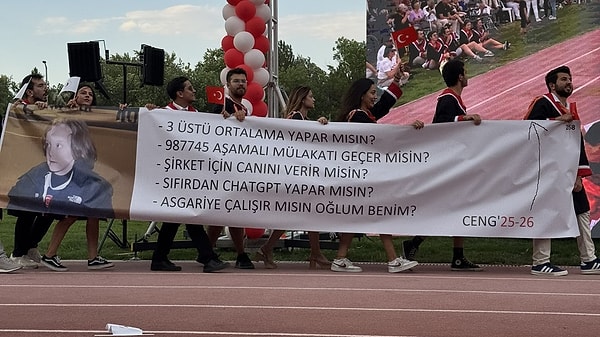 - 3 ÜSTÜ ORTALAMA YAPAR MISIN?
- 987745 AŞAMALI MÜLAKATI GEÇER MİSİN?
- ŞİRKET İÇİN CANINI VERİR MİSİN?
- SIFIRDAN CHATGPT YAPAR MISIN?
- ASGARİYE ÇALIŞIR MISIN OĞLUM BENİM?
258
CENG'25-26